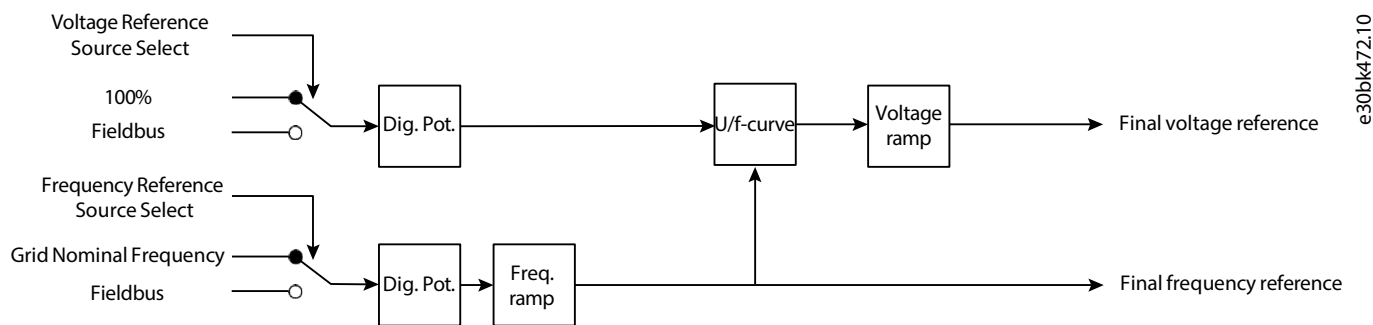 Voltage Reference
Source Select
100%
Fieldbus
Dig. Pot.
U/f-curve
Voltage
ramp
Final voltage reference
Frequency Reference
Source Select
Grid Nominal Frequency
Fieldbus
Dig. Pot.
Freq.
ramp
Final frequency reference
e30bk472.10